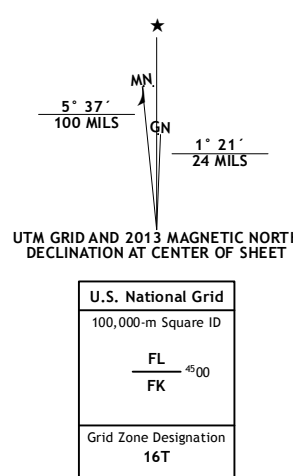 MN
5° 37´
100 MILS
GN
1° 21´
24 MILS
UTM GRID AND 2013 MAGNETIC NORT
DECLINATION AT CENTER OF SHEET
U.S. National Grid
100,000-m Square ID
FL
4500
FK
Grid Zone Designation
16T